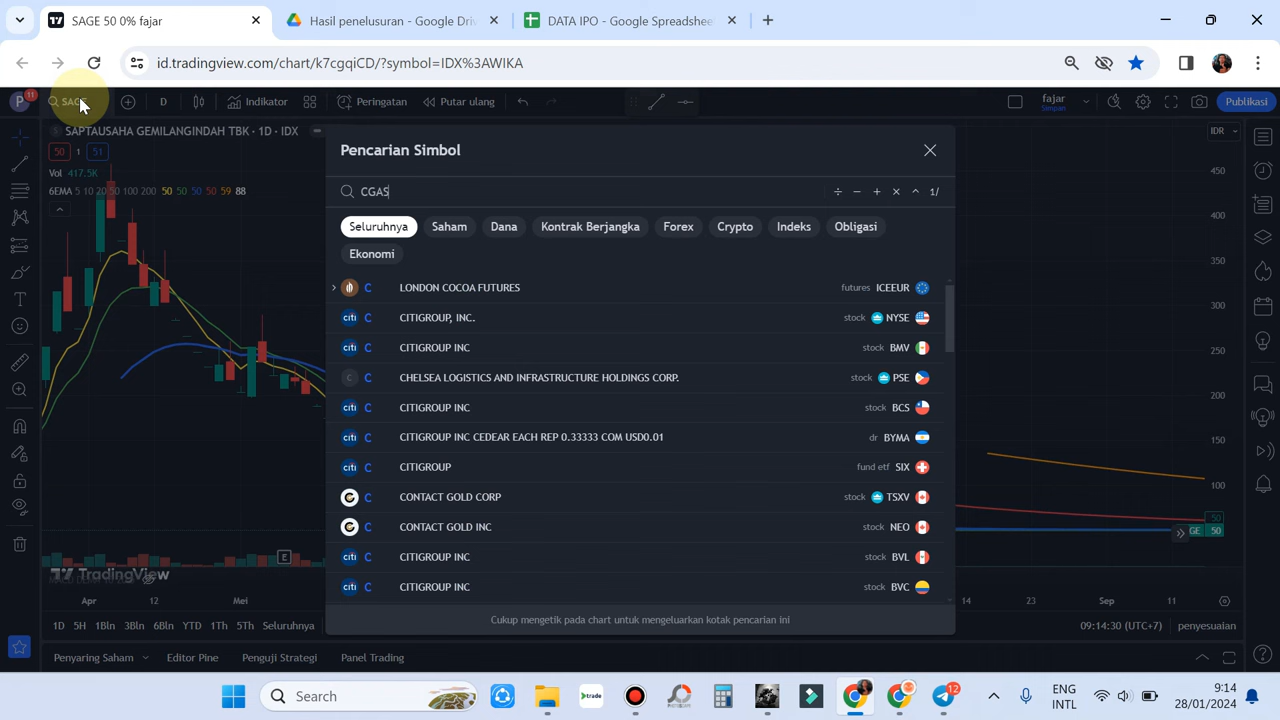 SAGE 50 0% fajar
Hasil penelusuran - Google Driv
DATA IPO - Google Spreadshee
id.tradingview.com/chart/k7cgqiCD/?symbol=IDX%3AWIKA
P 11
D
Indikator
Peringatan
Putar ulang
fajar
Simpan
Publikasi
SAPTAUSAHA GEMILANGINDAH TBK · 1D · IDX
50 1 51
Vol 417.5K
6EMA 5 10 20 50 100 200 50 50 50 59 88
IDR
Pencarian Simbol
CGAS
1/
Seluruhnya
Saham
Dana
Kontrak Berjangka
Forex
Crypto
Indeks
Obligasi
Ekonomi
C LONDON COCOA FUTURES futures ICEEUR
C CITIGROUP, INC. stock NYSE
C CITIGROUP INC stock BMV
C CHELSEA LOGISTICS AND INFRASTRUCTURE HOLDINGS CORP. stock PSE
C CITIGROUP INC stock BCS
C CITIGROUP INC CEDEAR EACH REP 0.33333 COM USD0.01 dr BYMA
C CITIGROUP fund etf SIX
C CONTACT GOLD CORP stock TSXV
C CONTACT GOLD INC stock NEO
C CITIGROUP INC stock BVL
C CITIGROUP INC stock BVC
Cukup mengetik pada chart untuk mengeluarkan kotak pencarian ini
450
400
350
300
250
200
150
100
50
GE 50
E
TradingView
Apr 12 Mei 14 23 Sep 11
1D 5H 1Bln 3Bln 6Bln YTD 1Th 5Th Seluruhnya
09:14:30 (UTC+7) penyesuaian
Penyaring Saham
Editor Pine
Penguji Strategi
Panel Trading
Search
trade
12
ENG
INTL
9:14
28/01/2024